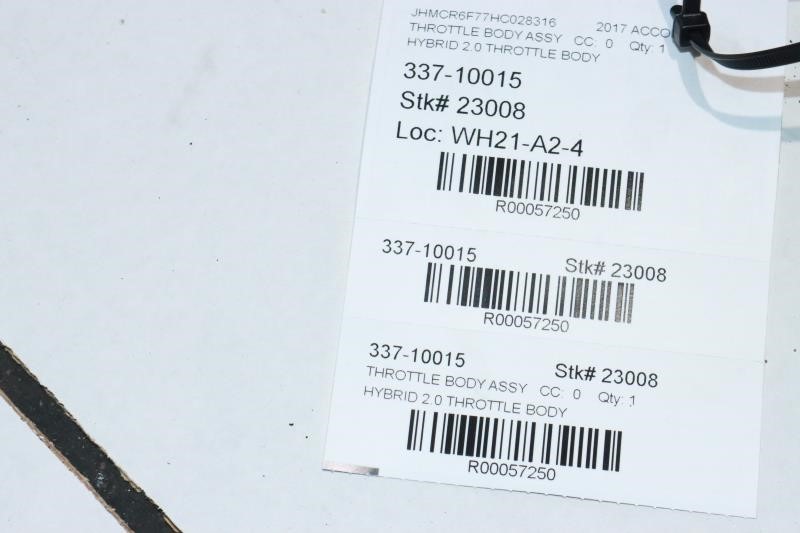 JHMCR6F77HC028316 2017 ACCO
THROTTLE BODY ASSY CC: 0 Qty: 1
HYBRID 2.0 THROTTLE BODY
337-10015
Stk# 23008
Loc: WH21-A2-4
R00057250
337-10015 Stk# 23008
R00057250
337-10015 Stk# 23008
THROTTLE BODY ASSY CC: 0 Qty: 1
HYBRID 2.0 THROTTLE BODY
R00057250